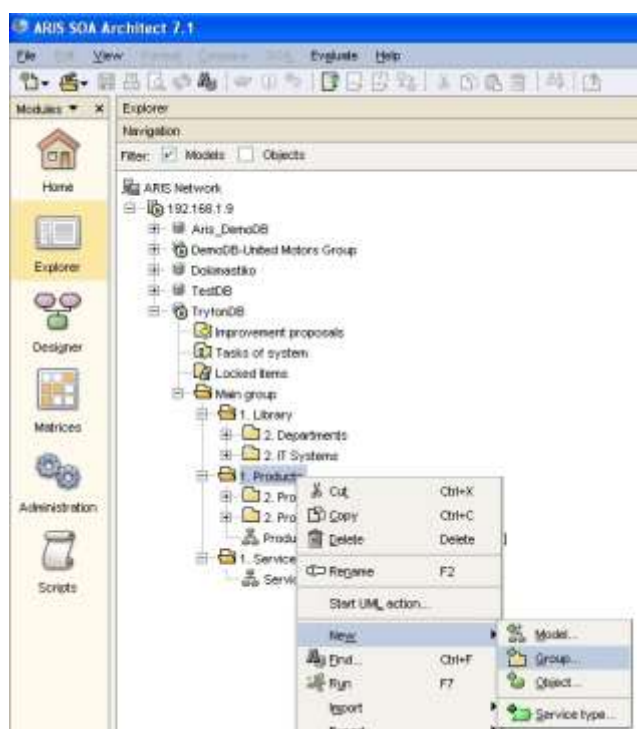 ARIS SOA Architect 7.1
File Edit View Evaluate Help
Modules
Explorer
Navigation
Filter: Models Objects
Home
Explorer
Designer
Matrices
Administration
Scripts
ARIS Network
192.168.1.9
Aris_DemoDB
DemoDB-United Motors Group
Dokimastiko
TestDB
TrytonDB
Improvement proposals
Tasks of system
Locked items
Main group
1. Library
2. Departments
2. IT Systems
1. Products
2. Pro
2. Pro
Produ
1. Service
Servic
Cut Ctrl+X
Copy Ctrl+C
Delete Delete
Rename F2
Start UML action...
New
Find... Ctrl+F
Run F7
Import
Model...
Group...
Object...
Service type...